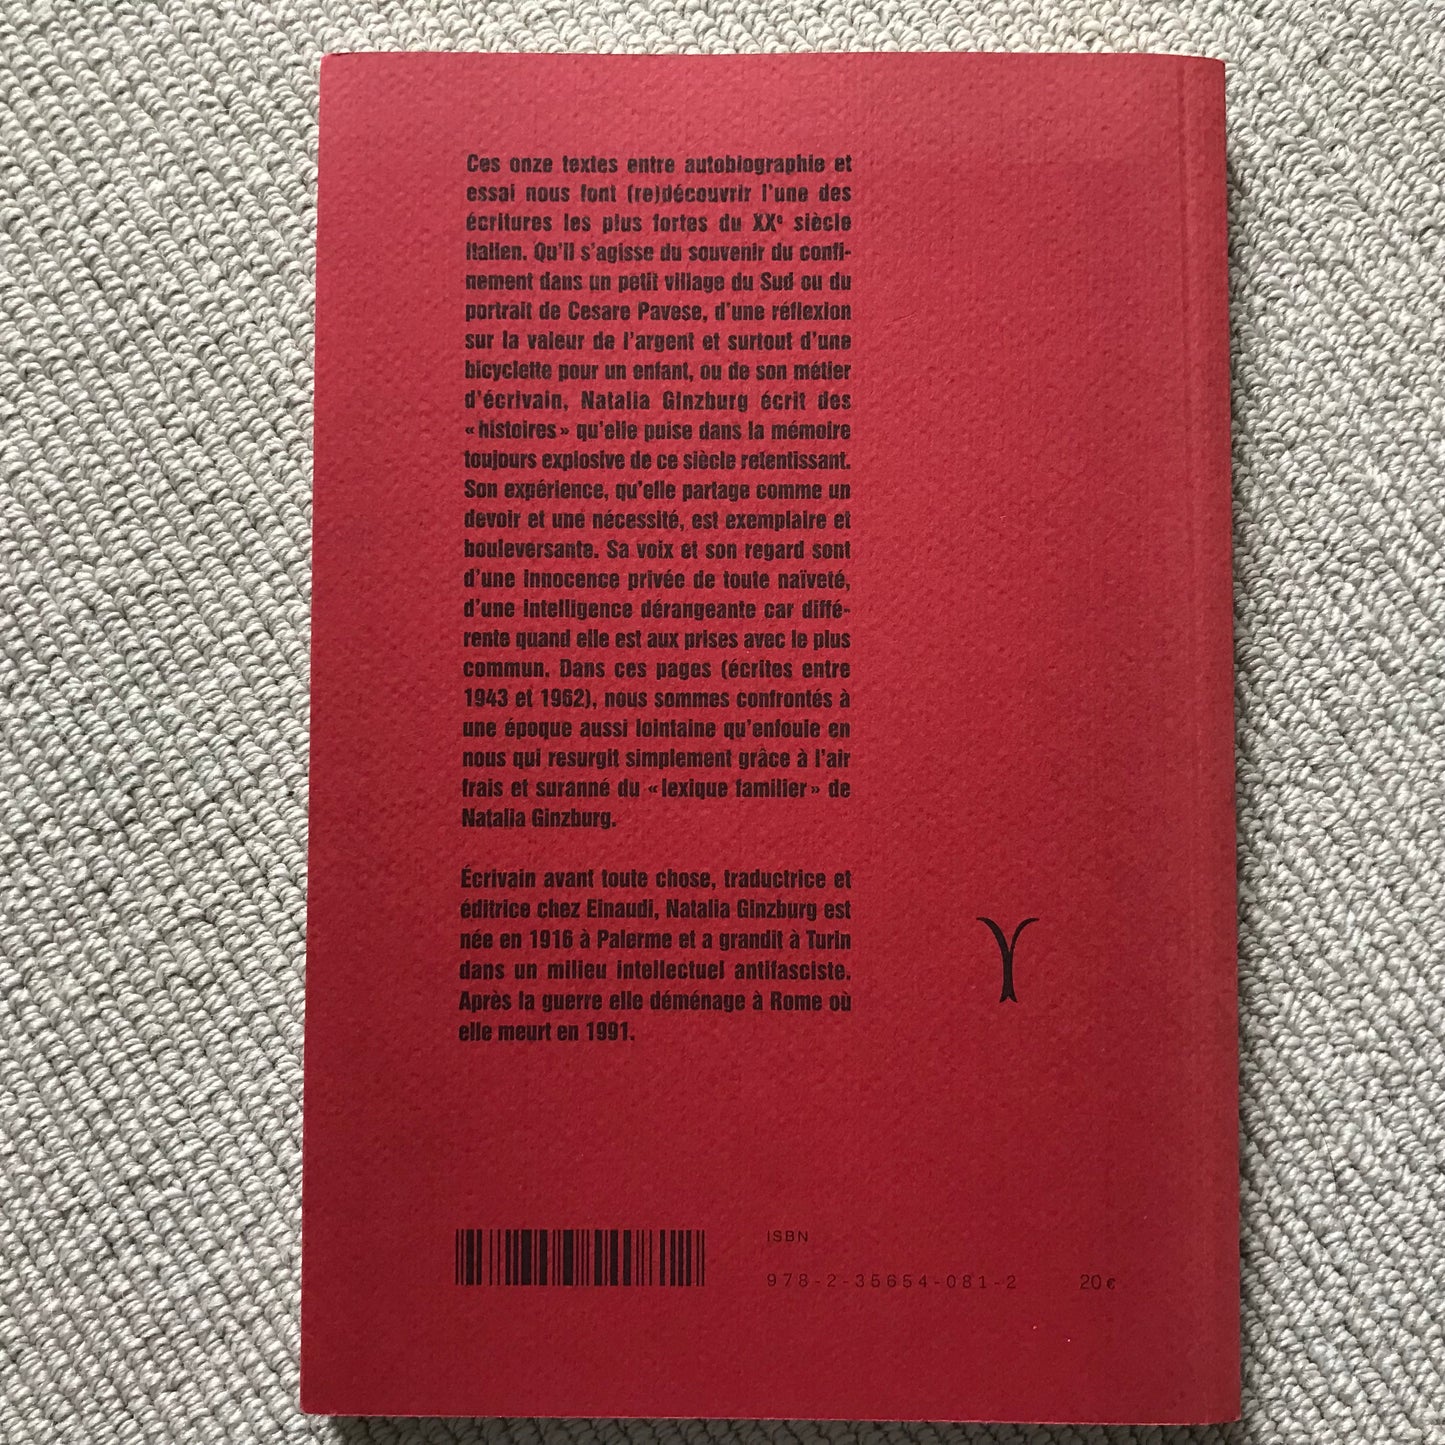 Ces onze textes entre autobiographie et
essai nous font (re)découvrir l'une des
écritures les plus fortes du XXe siècle
italien. Qu'il s'agisse du souvenir du confi-
nement dans un petit village du Sud ou du
portrait de Cesare Pavese, d'une réflexion
sur la valeur de l'argent et surtout d'une
bicyclette pour un enfant, ou de son métier
d'écrivain, Natalia Ginzburg écrit des
« histoires » qu'elle puise dans la mémoire
toujours explosive de ce siècle retentissant.
Son expérience, qu'elle partage comme un
devoir et une nécessité, est exemplaire et
bouleversante. Sa voix et son regard sont
d'une innocence privée de toute naïveté,
d'une intelligence dérangeante car diffé-
rente quand elle est aux prises avec le plus
commun. Dans ces pages (écrites entre
1943 et 1962), nous sommes confrontés à
une époque aussi lointaine qu'enfouie en
nous qui resurgit simplement grâce à l'air
frais et suranné du « lexique familier » de
Natalia Ginzburg.
Écrivain avant toute chose, traductrice et
éditrice chez Einaudi, Natalia Ginzburg est
née en 1916 à Palerme et a grandit à Turin
dans un milieu intellectuel antifasciste.
Après la guerre elle déménage à Rome où
elle meurt en 1991.
ISBN
978-2-35654-081-2 20 €